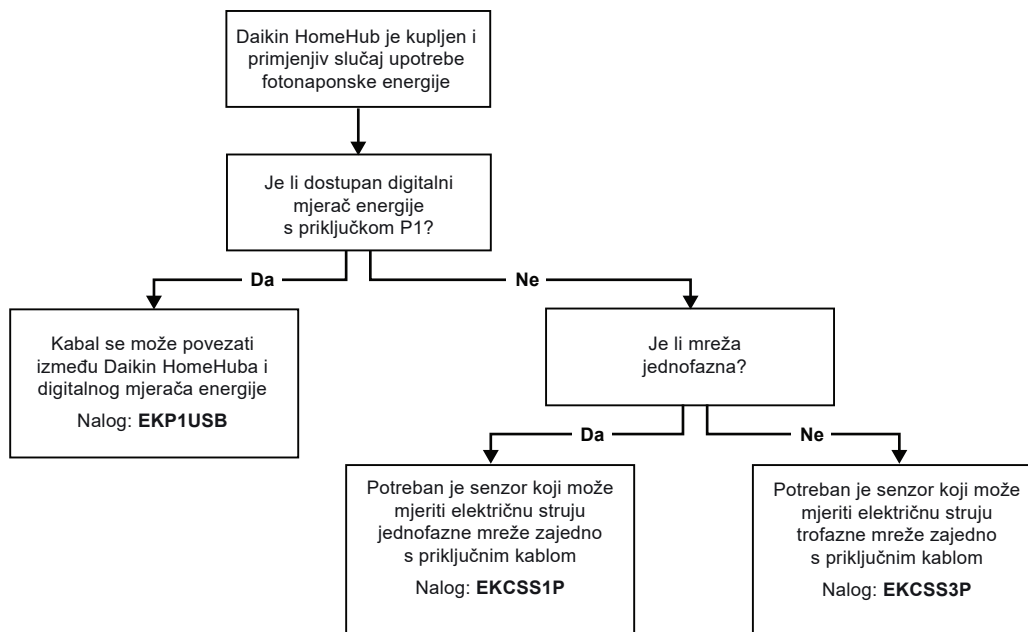 Daikin HomeHub je kupljen i
primjenjiv slučaj upotrebe
fotonaponske energije
Je li dostupan digitalni
mjerač energije
s priključkom P1?
Da
Ne
Kabal se može povezati
između Daikin HomeHuba i
digitalnog mjerača energije
Nalog: EKP1USB
Je li mreža
jednofazna?
Da
Ne
Potreban je senzor koji može
mjeriti električnu struju
jednofazne mreže zajedno
s priključnim kablom
Nalog: EKCSS1P
Potreban je senzor koji može
mjeriti električnu struju
trofazne mreže zajedno
s priključnim kablom
Nalog: EKCSS3P